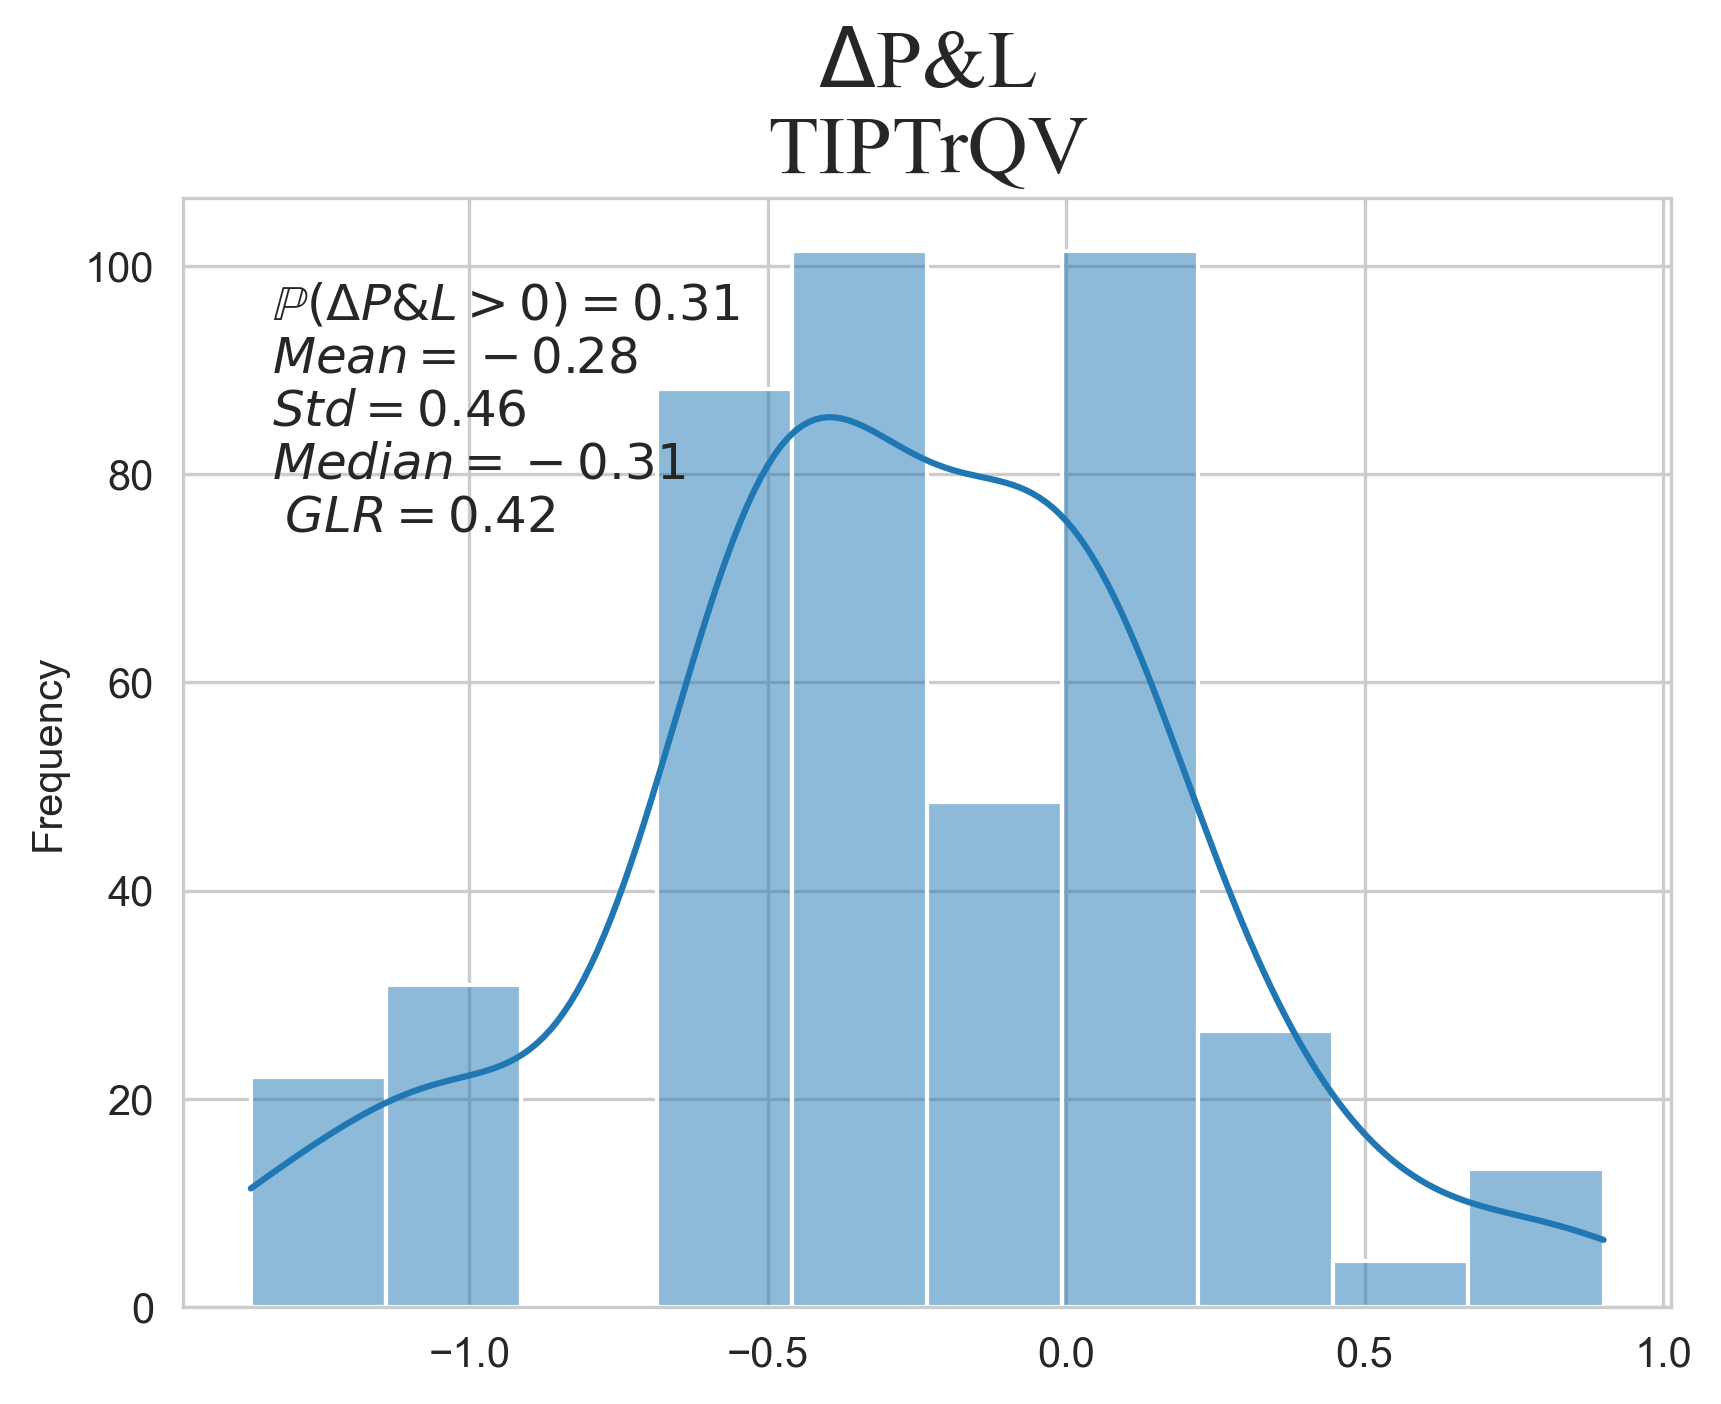 ΔP&L
TIPTrQV
ℙ(ΔP&L > 0) = 0.31
Mean = −0.28
Std = 0.46
Median = −0.31
GLR = 0.42
Frequency
100
80
60
40
20
0
−1.0 −0.5 0.0 0.5 1.0